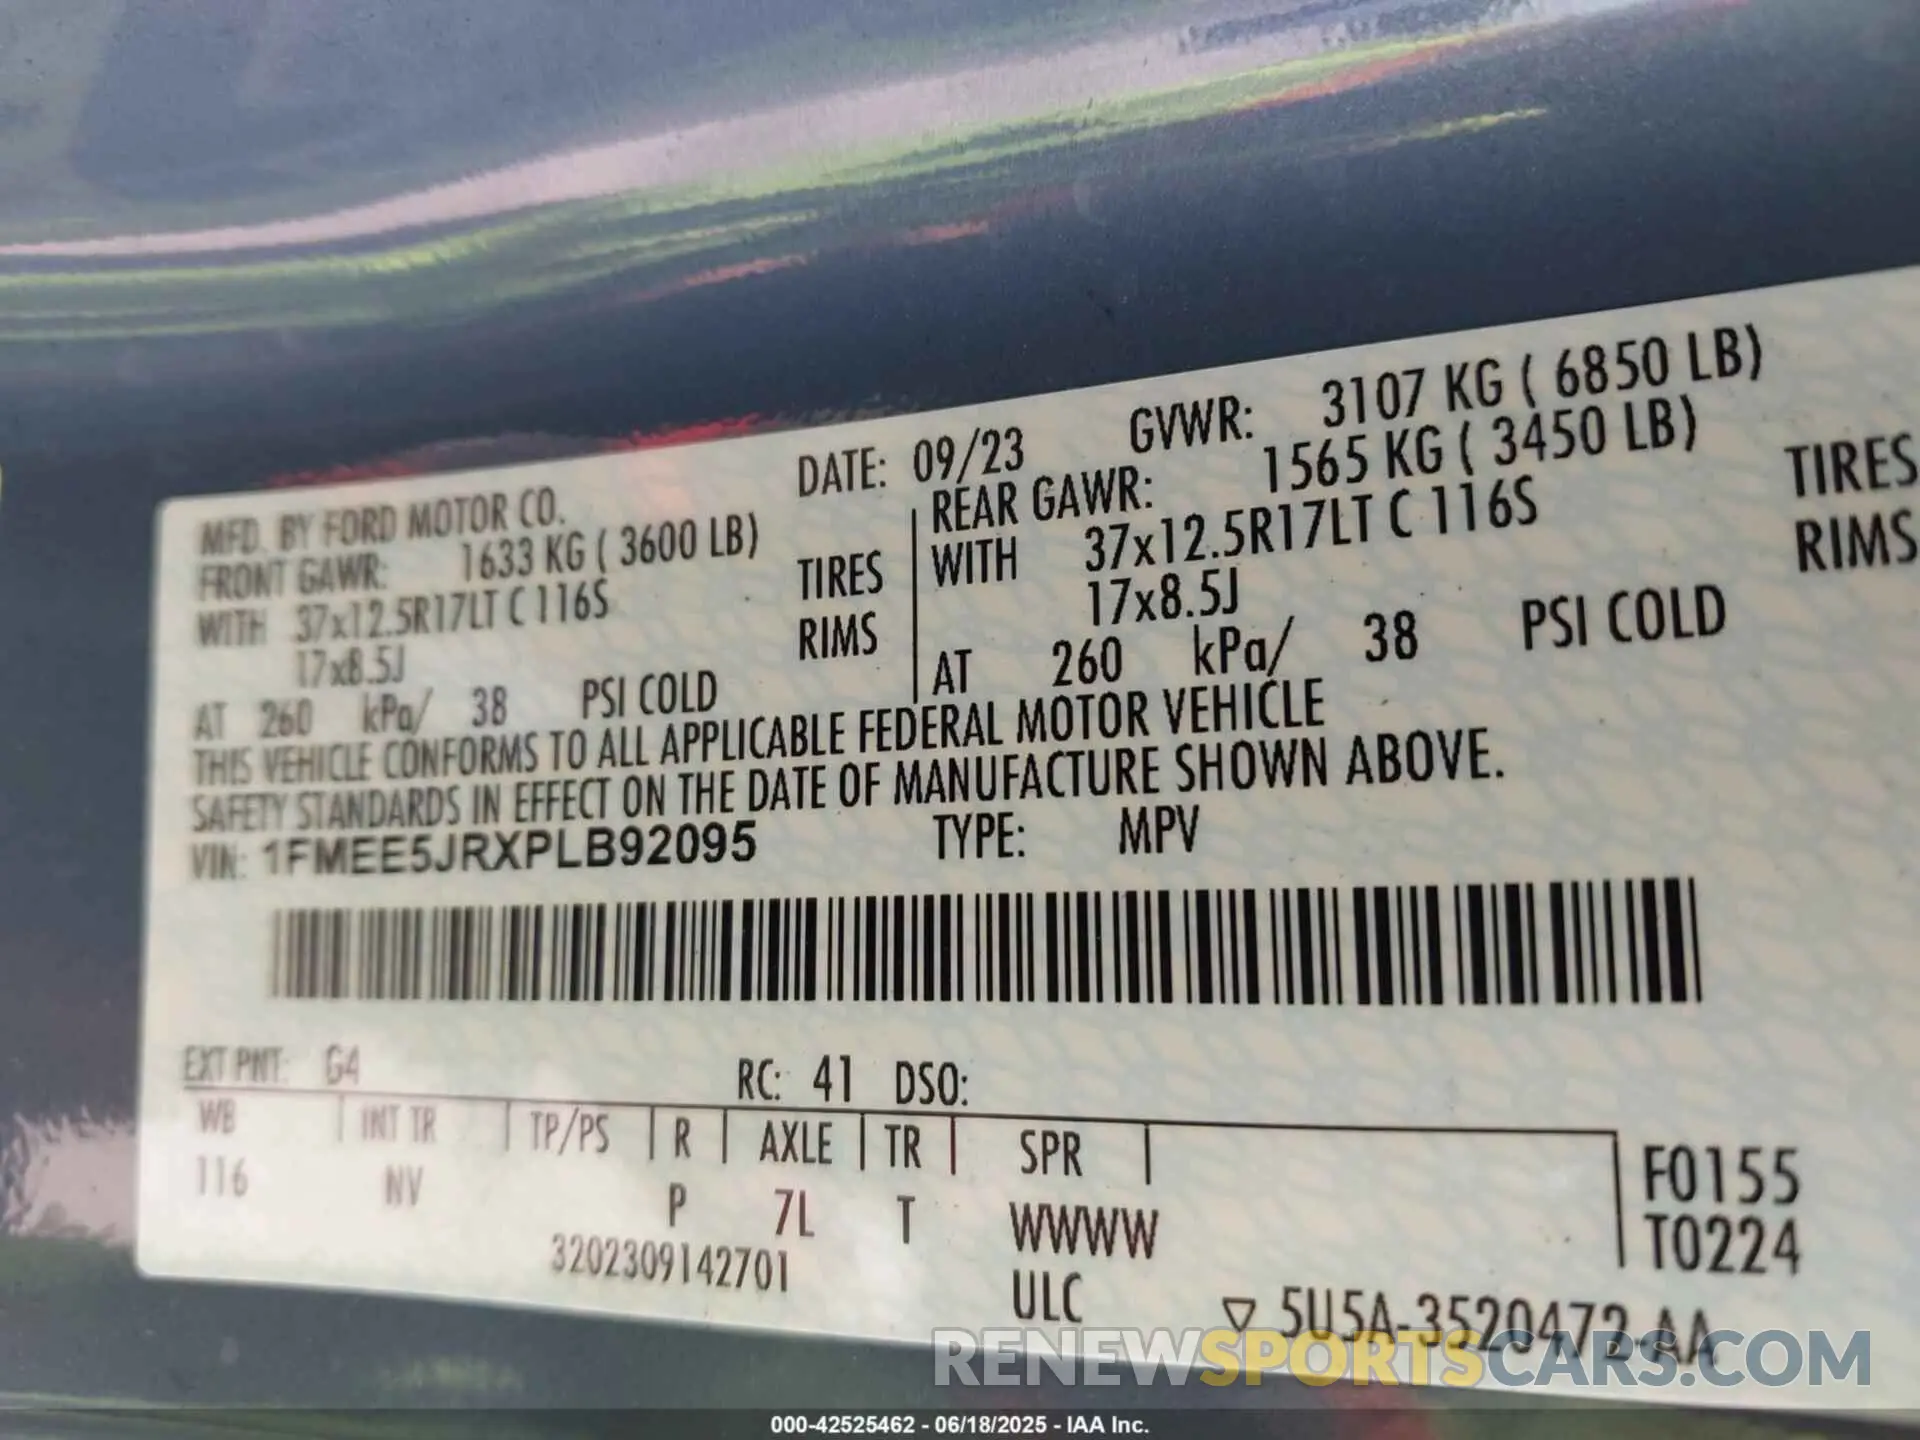 MFD. BY FORD MOTOR CO. DATE: 09/23 GVWR: 3107 KG ( 6850 LB)
FRONT GAWR: 1633 KG ( 3600 LB) REAR GAWR: 1565 KG ( 3450 LB)
WITH 37x12.5R17LT C 116S TIRES WITH 37x12.5R17LT C 116S TIRES
17x8.5J RIMS 17x8.5J RIMS
AT 260 kPa/ 38 PSI COLD AT 260 kPa/ 38 PSI COLD
THIS VEHICLE CONFORMS TO ALL APPLICABLE FEDERAL MOTOR VEHICLE
SAFETY STANDARDS IN EFFECT ON THE DATE OF MANUFACTURE SHOWN ABOVE.
VIN: 1FMEE5JRXPLB92095 TYPE: MPV
EXT PNT: G4 RC: 41 DSO:
WB INT TR TP/PS R AXLE TR SPR F0155
116 NV P 7L T WWWW T0224
3202309142701 ULC ▽ 5U5A-3520472-AA
RENEWSPORTSCARS.COM
000-42525462 - 06/18/2025 - IAA Inc.